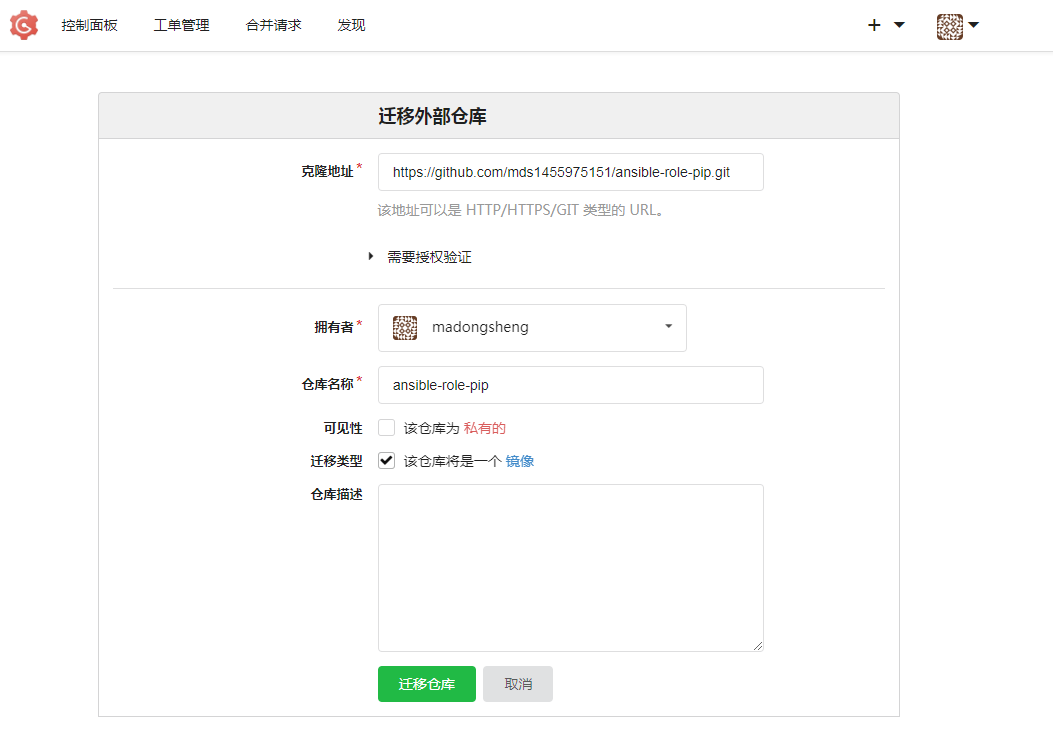 控制面板 工单管理 合并请求 发现
迁移外部仓库
克隆地址* https://github.com/mds1455975151/ansible-role-pip.git
该地址可以是 HTTP/HTTPS/GIT 类型的 URL。
需要授权验证
拥有者* madongsheng
仓库名称* ansible-role-pip
可见性 该仓库为 私有的
迁移类型 该仓库将是一个 镜像
仓库描述
迁移仓库 取消